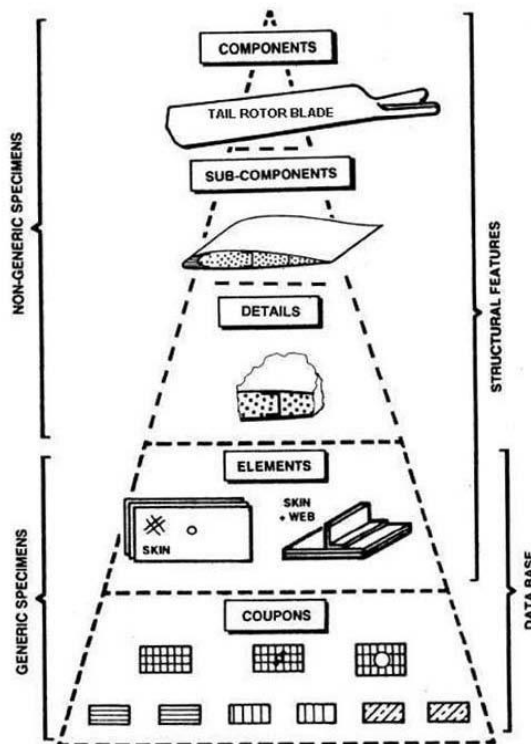 COMPONENTS
TAIL ROTOR BLADE
SUB-COMPONENTS
NON-GENERIC SPECIMENS
STRUCTURAL FEATURES
DETAILS
ELEMENTS
SKIN
SKIN
+ WEB
GENERIC SPECIMENS
DATA BASE
COUPONS